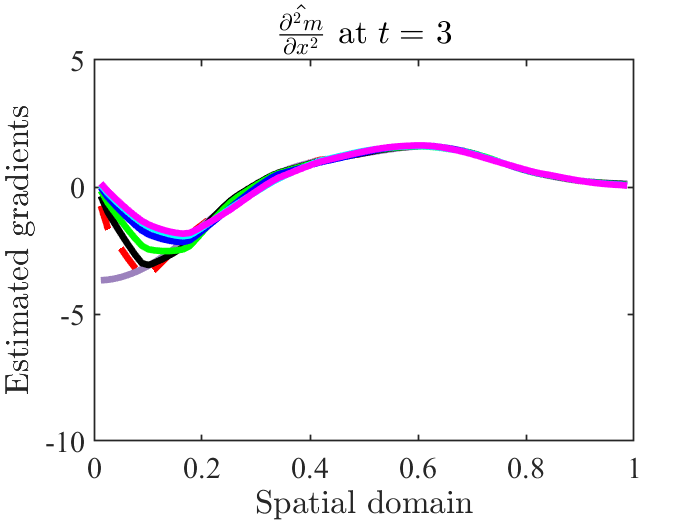 ∂²m̂/∂x² at t = 3
5
0
-5
-10
Estimated gradients
0 0.2 0.4 0.6 0.8 1
Spatial domain